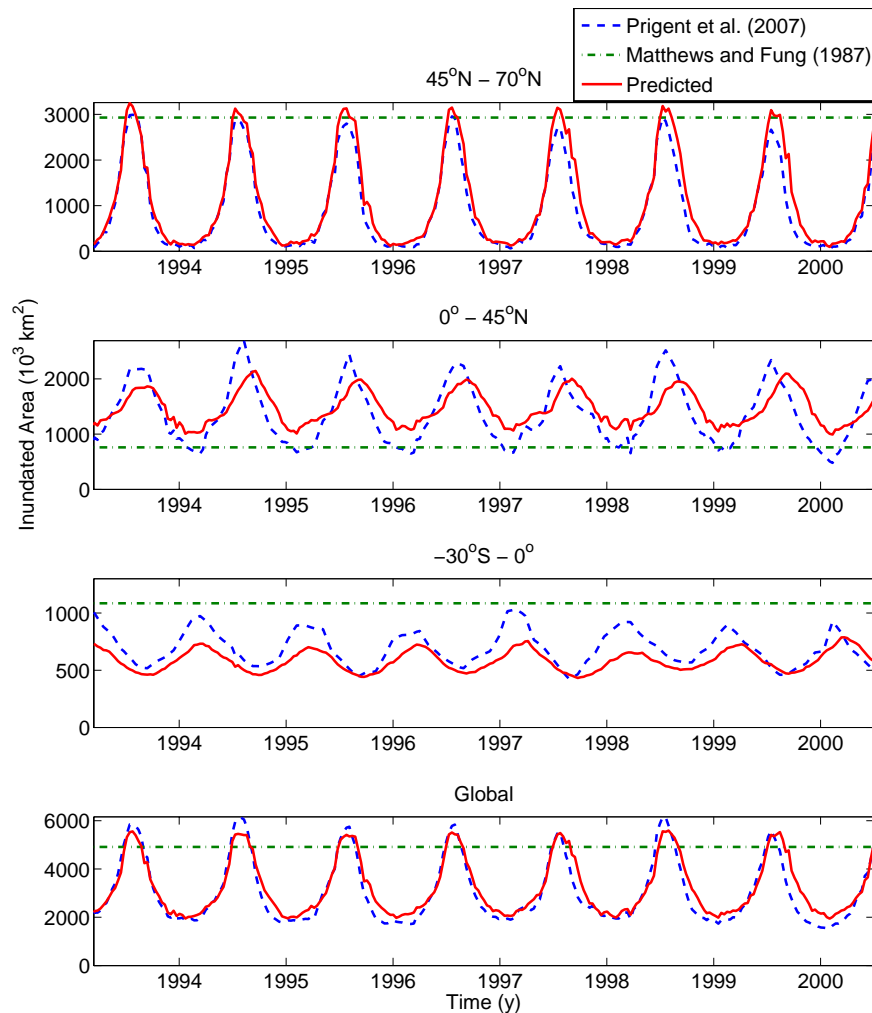 Prigent et al. (2007)
Matthews and Fung (1987)
Predicted
45°N − 70°N
3000
2000
1000
0
1994 1995 1996 1997 1998 1999 2000
0° − 45°N
2000
1000
0
1994 1995 1996 1997 1998 1999 2000
Inundated Area (10³ km²)
−30°S − 0°
1000
500
0
1994 1995 1996 1997 1998 1999 2000
Global
6000
4000
2000
0
1994 1995 1996 1997 1998 1999 2000
Time (y)